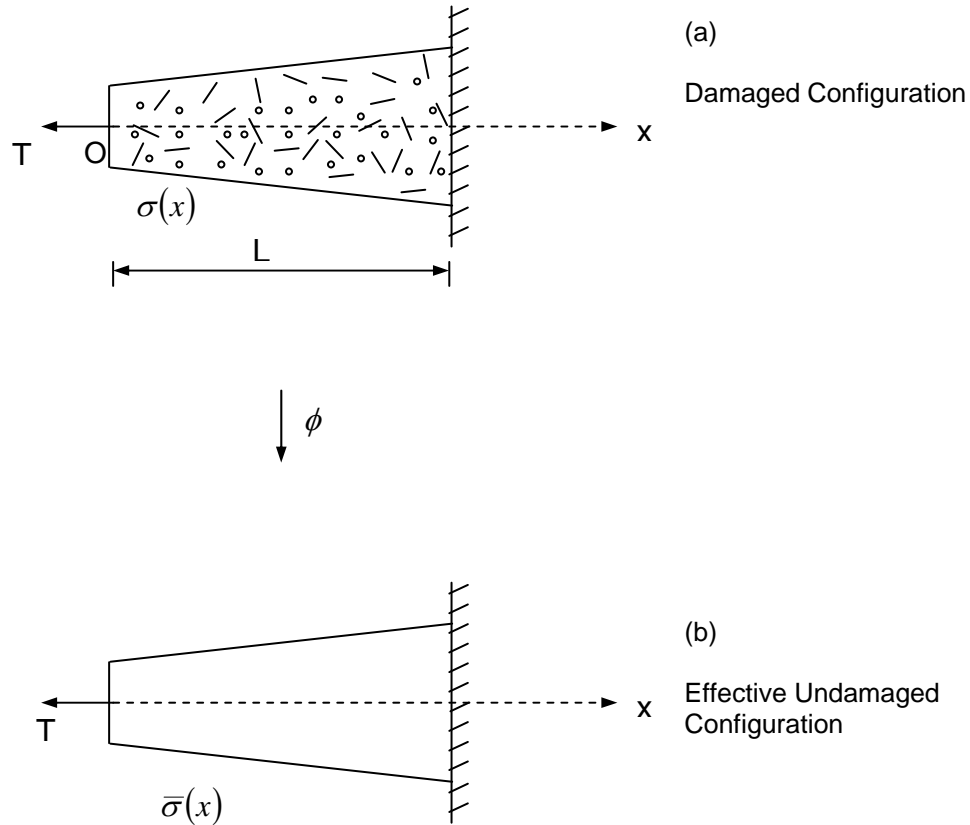 (a)
Damaged Configuration
T
O
x
σ(x)
L
ϕ
(b)
Effective Undamaged
Configuration
T
x
σ̅(x)